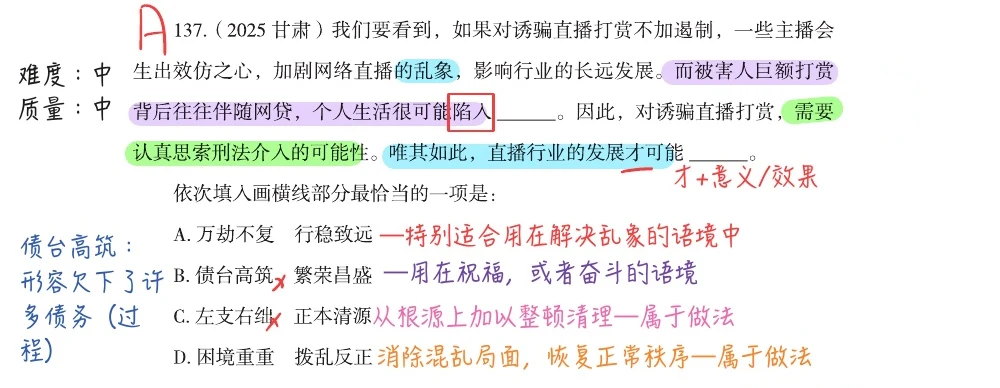 A 137.（2025 甘肃）我们要看到，如果对诱骗直播打赏不加遏制，一些主播会
难度：中 生出效仿之心，加剧网络直播的乱象，影响行业的长远发展。而被害人巨额打赏
质量：中 背后往往伴随网贷，个人生活很可能陷入______。因此，对诱骗直播打赏，需要
认真思索刑法介入的可能性。唯其如此，直播行业的发展才可能______。
才+意义/效果
依次填入画横线部分最恰当的一项是：
A. 万劫不复 行稳致远 —特别适合用在解决乱象的语境中
债台高筑：
B. 债台高筑× 繁荣昌盛 —用在祝福，或者奋斗的语境
形容欠下了许
C. 左支右绌× 正本清源 从根源上加以整顿清理—属于做法
多债务（过
D. 困境重重 拨乱反正 消除混乱局面，恢复正常秩序—属于做法
程）